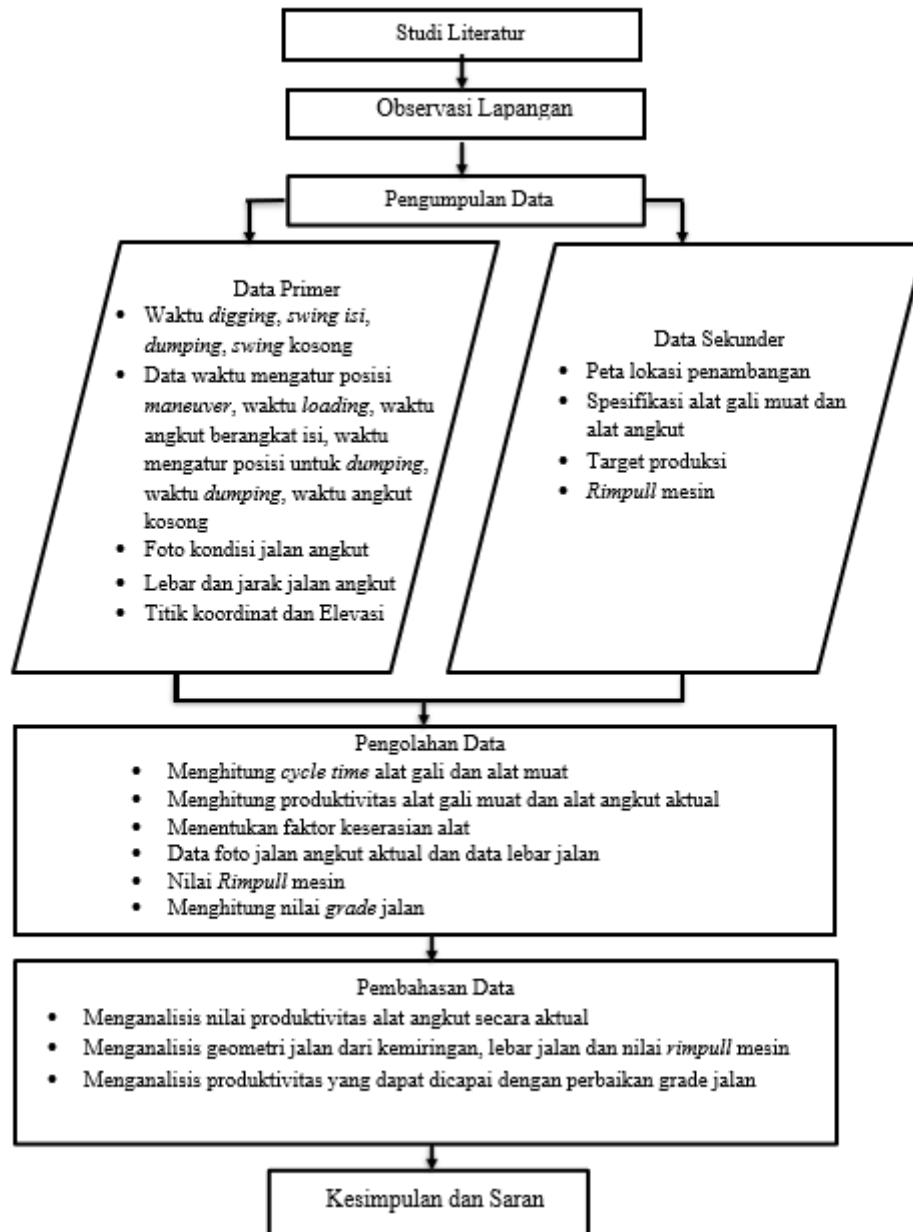 Studi Literatur
Observasi Lapangan
Pengumpulan Data
Data Primer
• Waktu digging, swing isi,
dumping, swing kosong
• Data waktu mengatur posisi
maneuver, waktu loading, waktu
angkut berangkat isi, waktu
mengatur posisi untuk dumping,
waktu dumping, waktu angkut
kosong
• Foto kondisi jalan angkut
• Lebar dan jarak jalan angkut
• Titik koordinat dan Elevasi
Data Sekunder
• Peta lokasi penambangan
• Spesifikasi alat gali muat dan
alat angkut
• Target produksi
• Rimpull mesin
Pengolahan Data
• Menghitung cycle time alat gali dan alat muat
• Menghitung produktivitas alat gali muat dan alat angkut aktual
• Menentukan faktor keserasian alat
• Data foto jalan angkut aktual dan data lebar jalan
• Nilai Rimpull mesin
• Menghitung nilai grade jalan
Pembahasan Data
• Menganalisis nilai produktivitas alat angkut secara aktual
• Menganalisis geometri jalan dari kemiringan, lebar jalan dan nilai rimpull mesin
• Menganalisis produktivitas yang dapat dicapai dengan perbaikan grade jalan
Kesimpulan dan Saran